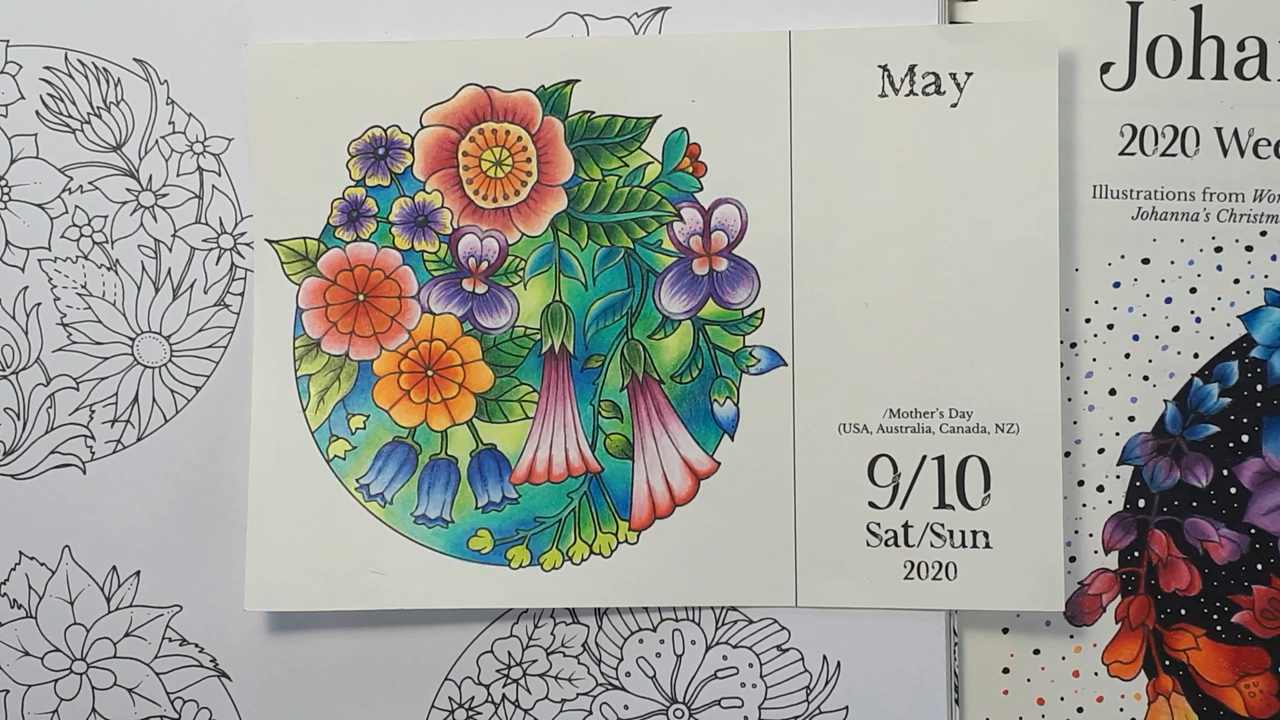 May
/Mother's Day
(USA, Australia, Canada, NZ)
9/10
Sat/Sun
2020
Joha
2020 Wee
Illustrations from Wor
Johanna's Christm